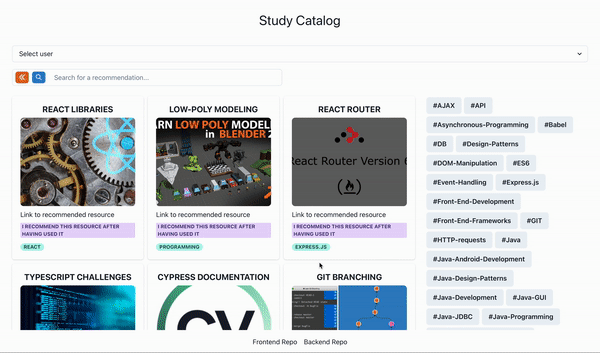 Study Catalog
Select user
Search for a recommendation...
REACT LIBRARIES
Link to recommended resource
I RECOMMEND THIS RESOURCE AFTER
HAVING USED IT
REACT
LOW-POLY MODELING
RN LOW POLY MODEL
in BLENDER 2
Link to recommended resource
I RECOMMEND THIS RESOURCE AFTER
HAVING USED IT
PROGRAMMING
REACT ROUTER
React Router Version 6
Link to recommended resource
I RECOMMEND THIS RESOURCE AFTER
HAVING USED IT
EXPRESS.JS
TYPESCRIPT CHALLENGES
CYPRESS DOCUMENTATION
CY
GIT BRANCHING
#AJAX #API
#Asynchronous-Programming #Babel
#DB #Design-Patterns
#DOM-Manipulation #ES6
#Event-Handling #Express.js
#Front-End-Development
#Front-End-Frameworks #GIT
#HTTP-requests #Java
#Java-Android-Development
#Java-Design-Patterns
#Java-Development #Java-GUI
#Java-JDBC #Java-Programming
Frontend Repo Backend Repo